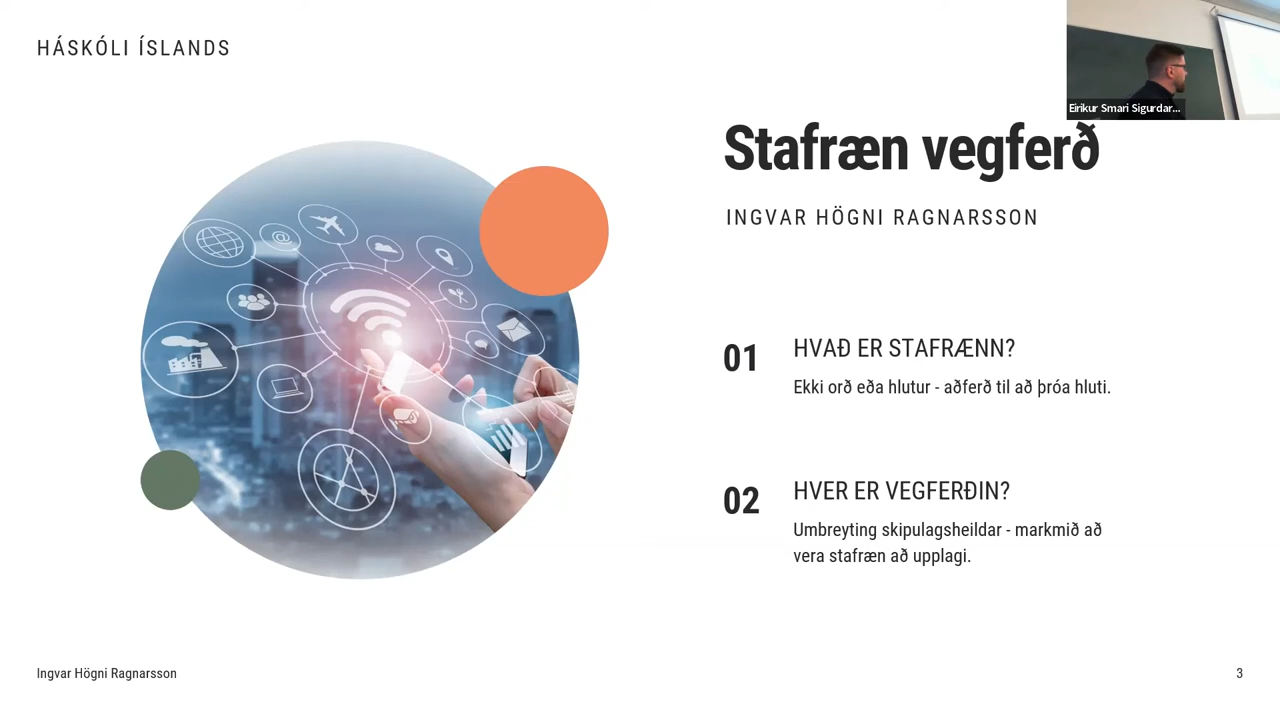 HÁSKÓLI ÍSLANDS
Eirikur Smari Sigurdar...
Stafræn vegferð
INGVAR HÖGNI RAGNARSSON
01
HVAÐ ER STAFRÆNN?
Ekki orð eða hlutur - aðferð til að þróa hluti.
02
HVER ER VEGFERÐIN?
Umbreyting skipulagsheildar - markmið að
vera stafræn að upplagi.
Ingvar Högni Ragnarsson
3